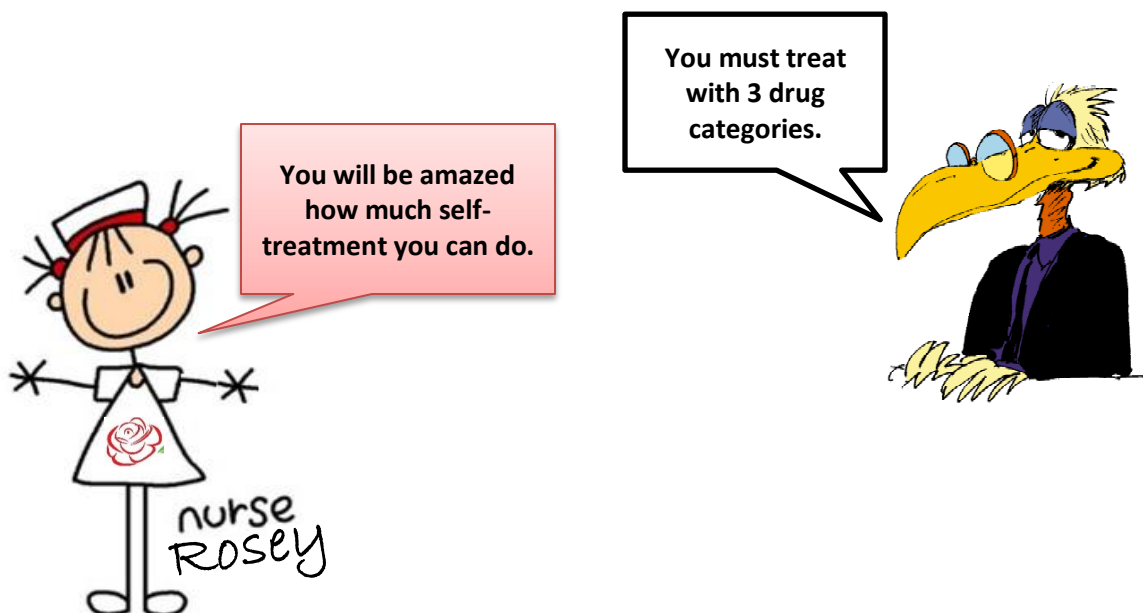 You must treat
with 3 drug
categories.
You will be amazed
how much self-
treatment you can do.
nurse
Rosey